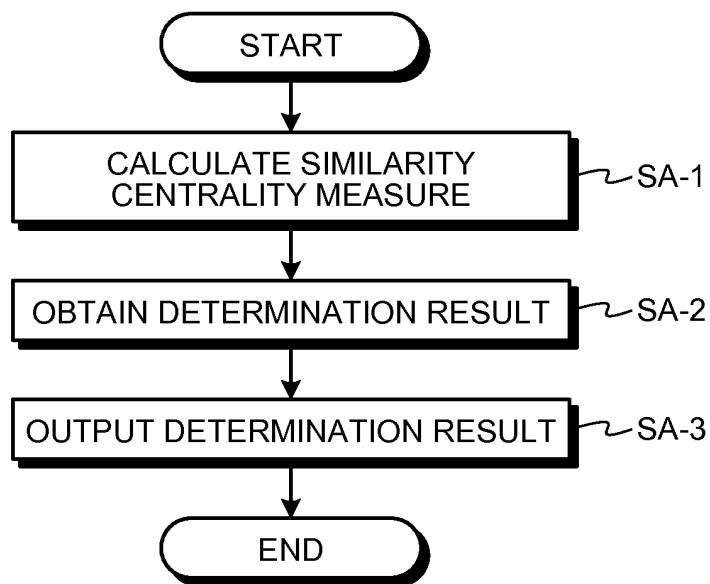 START
CALCULATE SIMILARITY
CENTRALITY MEASURE
SA-1
OBTAIN DETERMINATION RESULT
SA-2
OUTPUT DETERMINATION RESULT
SA-3
END